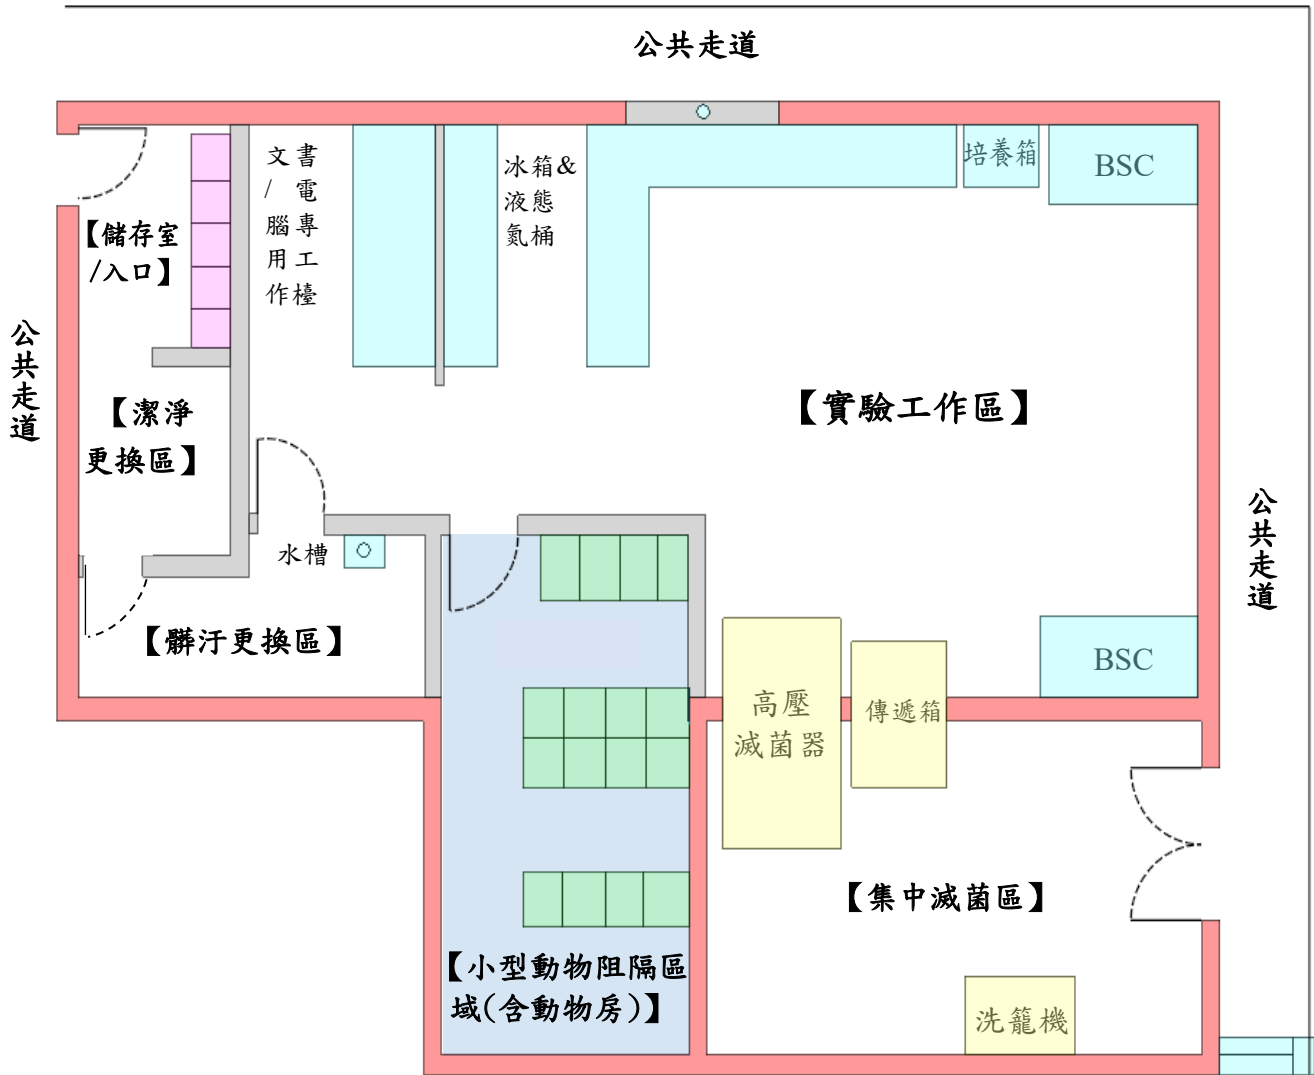 公共走道
文書
/ 電
腦專
用工
作檯
冰箱&
液態
氮桶
培養箱
BSC
【儲存室
/入口】
公共走道
【潔淨
更換區】
【實驗工作區】
公共走道
水槽
【髒汙更換區】
BSC
高壓
滅菌器
傳遞箱
【集中滅菌區】
【小型動物阻隔區
域(含動物房)】
洗籠機